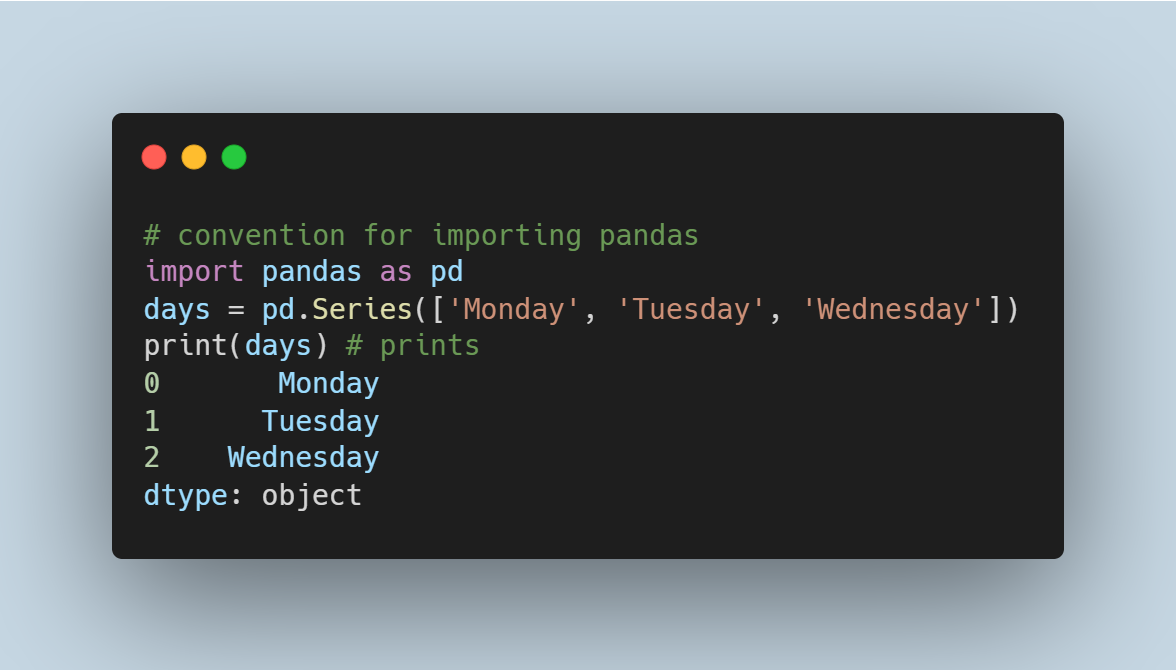 # convention for importing pandas
import pandas as pd
days = pd.Series(['Monday', 'Tuesday', 'Wednesday'])
print(days) # prints
0       Monday
1      Tuesday
2    Wednesday
dtype: object